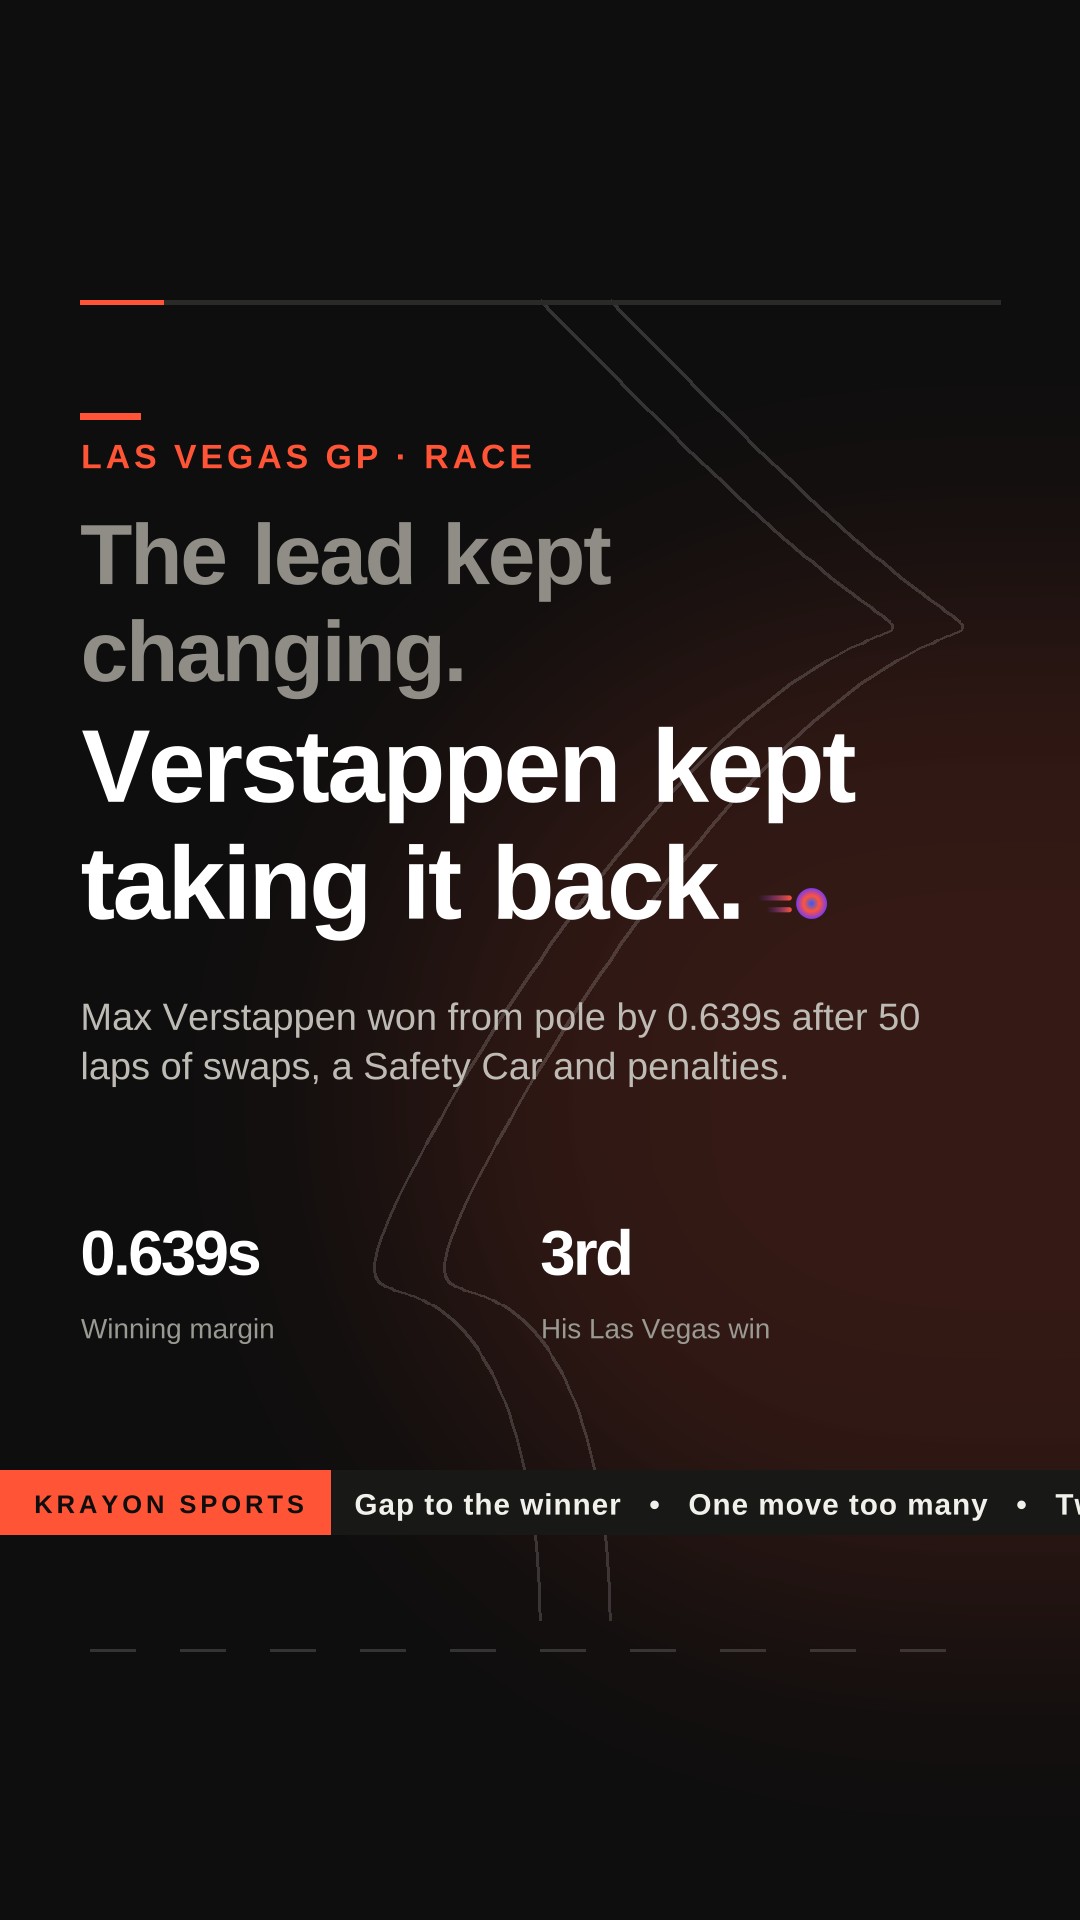 LAS VEGAS GP · RACE
The lead kept
changing.
Verstappen kept
taking it back.
Max Verstappen won from pole by 0.639s after 50
laps of swaps, a Safety Car and penalties.
0.639s
3rd
Winning margin
His Las Vegas win
KRAYON SPORTS
Gap to the winner • One move too many •